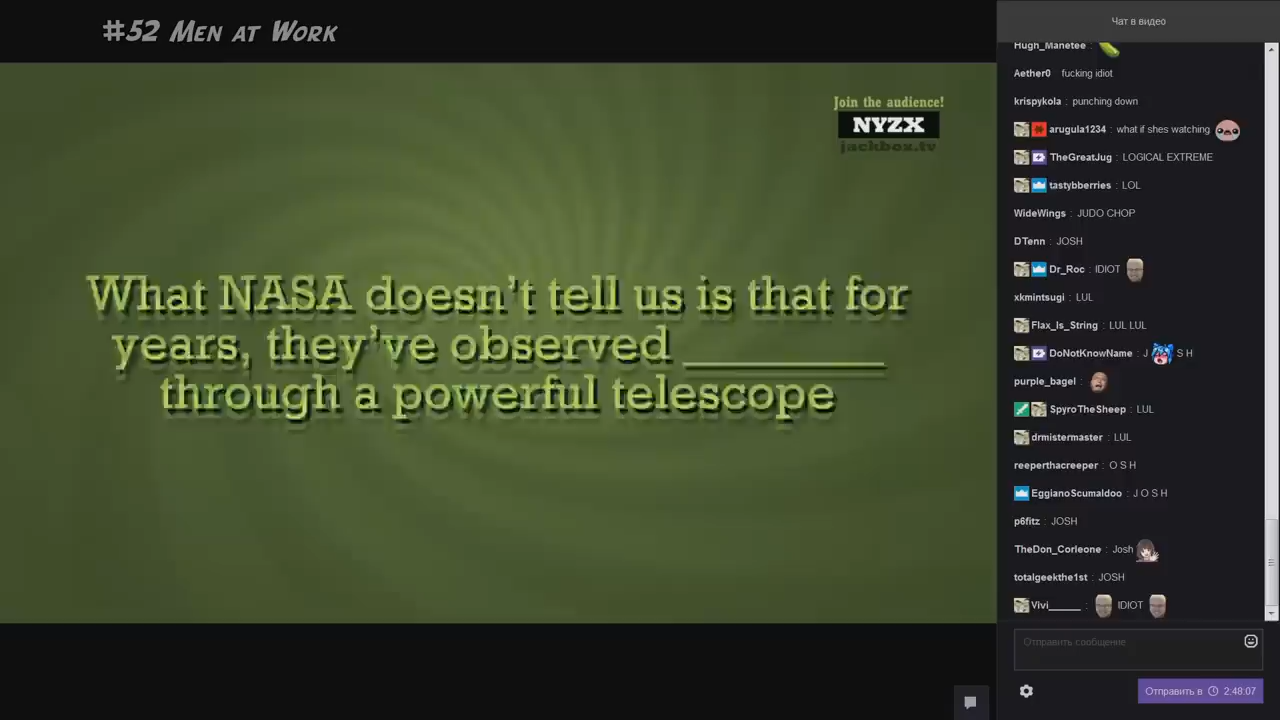 #52 Men at Work
Join the audience!
NYZX
jackbox.tv
What NASA doesn't tell us is that for
years, they've observed ________
through a powerful telescope
Чат в видео
Hugh_Manetee :
Aether0 fucking idiot
krispykola : punching down
arugula1234 : what if shes watching
TheGreatJug : LOGICAL EXTREME
tastybberries : LOL
WideWings : JUDO CHOP
DTenn : JOSH
Dr_Roc : IDIOT
xkmintsugi : LUL
Flax_Is_String : LUL LUL
DoNotKnowName : J S H
purple_bagel :
SpyroTheSheep : LUL
drmistermaster : LUL
reeperthacreeper : O S H
EggianoScumaldoo : J O S H
p6fitz : JOSH
TheDon_Corleone : Josh
totalgeekthe1st : JOSH
Vivi______ : IDIOT
Отправить сообщение
Отправить в 2:48:07